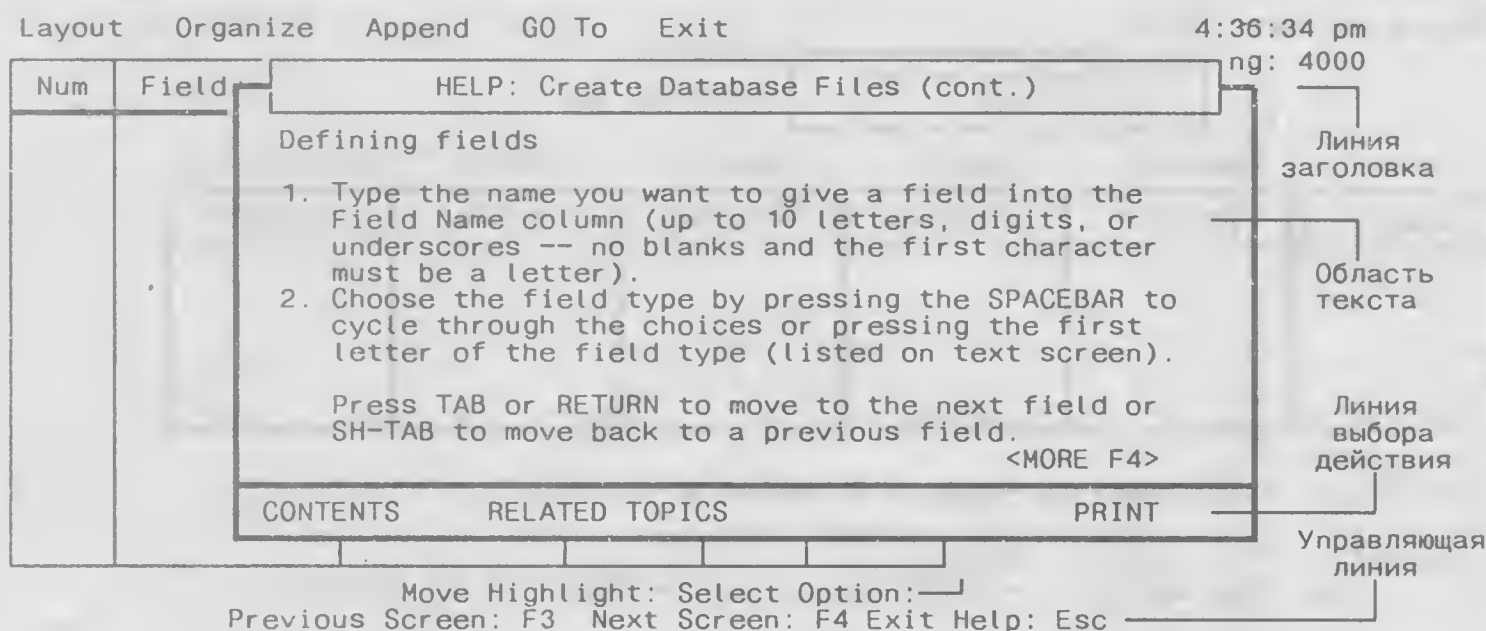 Layout Organize Append GO To Exit 4:36:34 pm
ng: 4000
Num Field HELP: Create Database Files (cont.)
Defining fields
Линия
заголовка
1. Type the name you want to give a field into the
Field Name column (up to 10 letters, digits, or
underscores -- no blanks and the first character
must be a letter).
Область
текста
2. Choose the field type by pressing the SPACEBAR to
cycle through the choices or pressing the first
letter of the field type (listed on text screen).
Press TAB or RETURN to move to the next field or
SH-TAB to move back to a previous field.
<MORE F4>
Линия
выбора
действия
CONTENTS RELATED TOPICS PRINT
Управляющая
линия
Move Highlight: Select Option:
Previous Screen: F3 Next Screen: F4 Exit Help: Esc